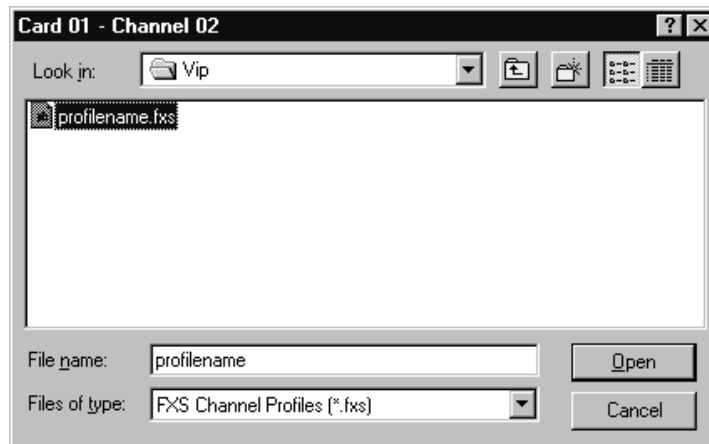 Card 01 - Channel 02
Look in: Vip
profilename.fxs
File name: profilename
Open
Files of type: FXS Channel Profiles (*.fxs)
Cancel